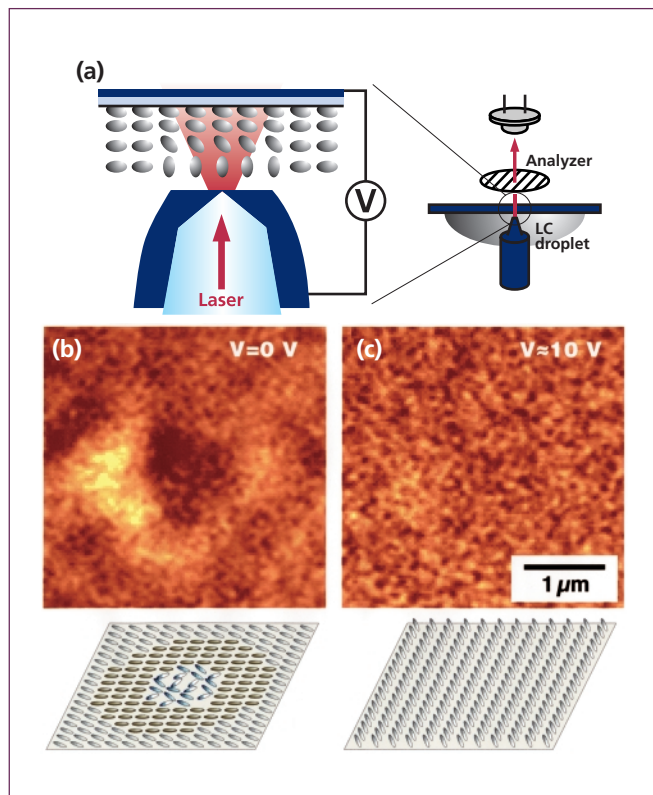 (a)
V
Laser
Analyzer
LC
droplet
(b)
V=0 V
(c)
V≈10 V
1 µm